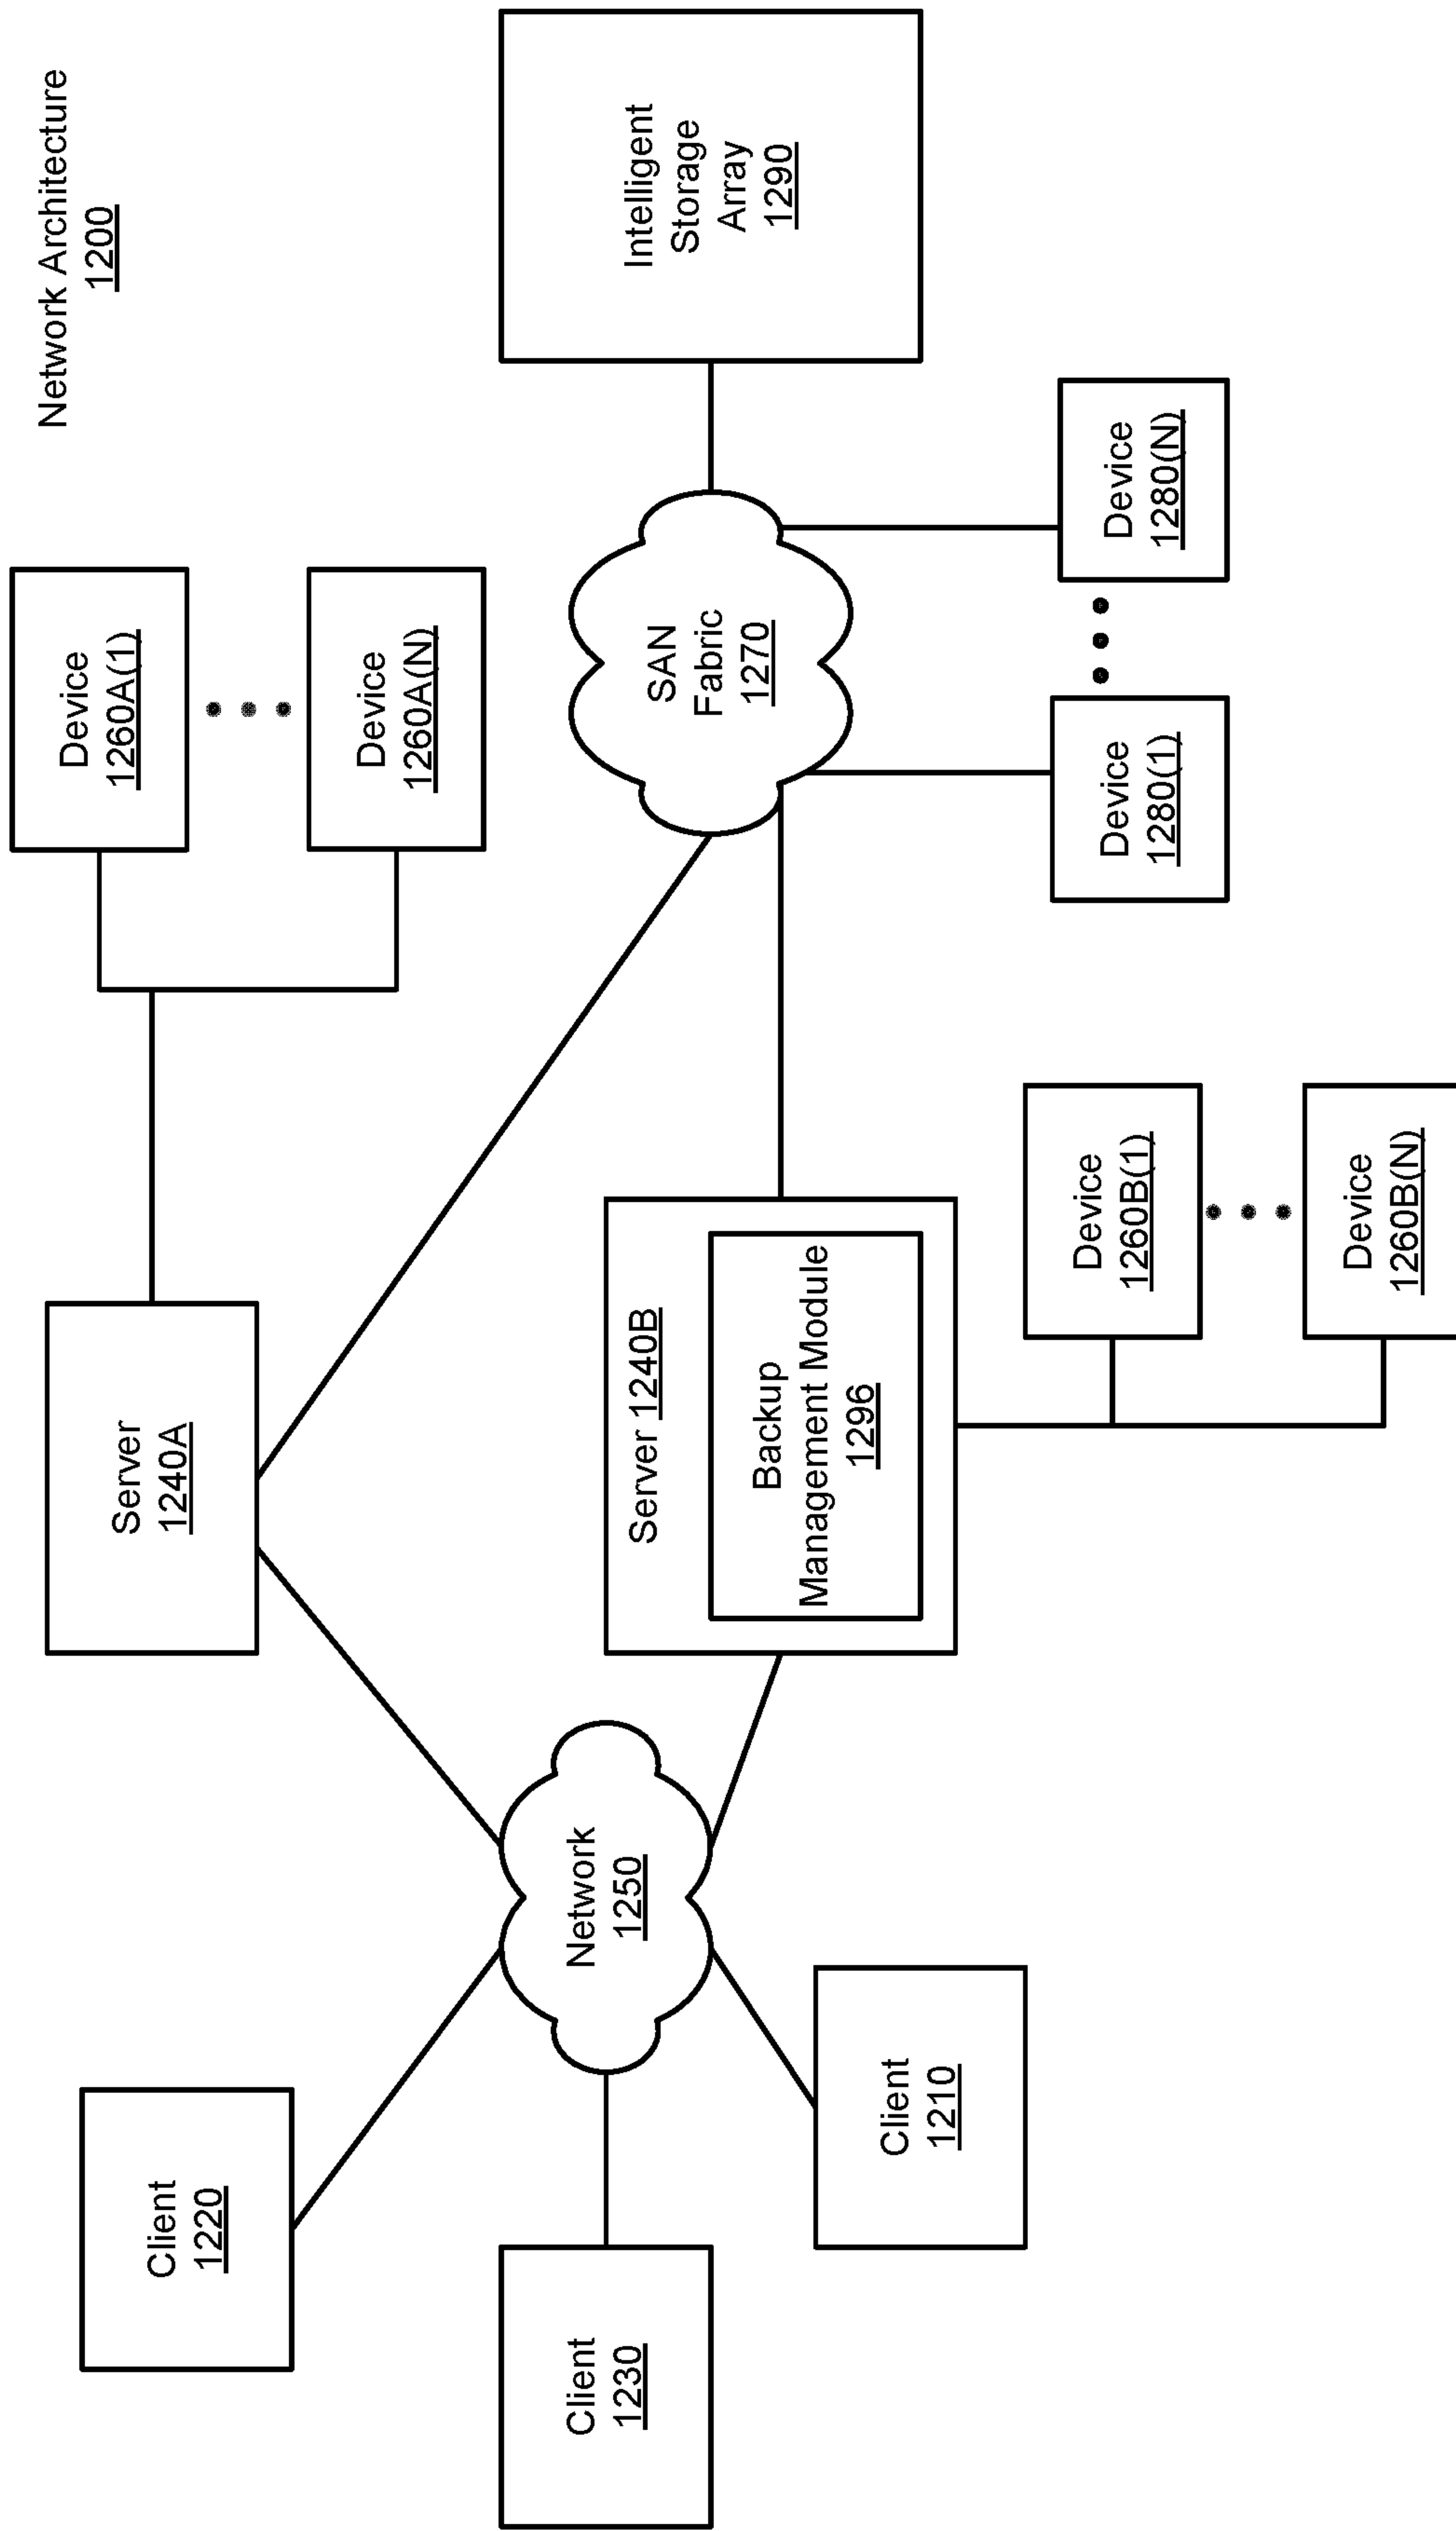 Network Architecture
1200
Device
1260A(1)
Device
1260A(N)
Server
1240A
Client
1220
Intelligent
Storage
Array
1290
SAN
Fabric
1270
Network
1250
Client
1230
Server 1240B
Backup
Management Module
1296
Client
1210
Device
1280(1)
Device
1280(N)
Device
1260B(1)
Device
1260B(N)